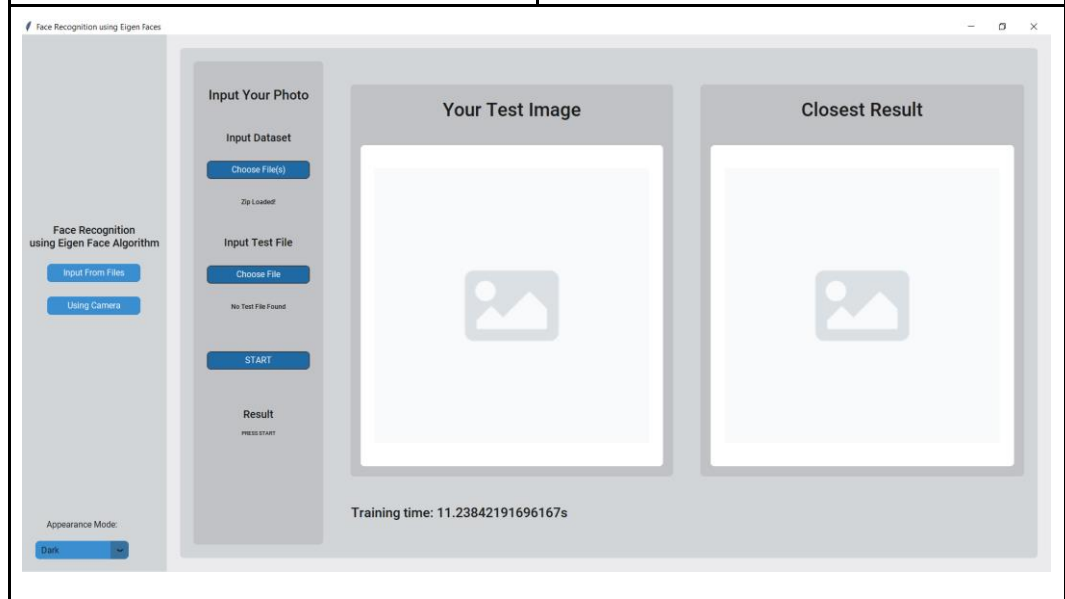 Face Recognition using Eigen Faces
Face Recognition
using Eigen Face Algorithm
Input From Files
Using Camera
Appearance Mode:
Dark
Input Your Photo
Input Dataset
Choose File(s)
Zip Loaded!
Input Test File
Choose File
No Test File Found
START
Result
PRESS START
Your Test Image
Closest Result
Training time: 11.23842191696167s